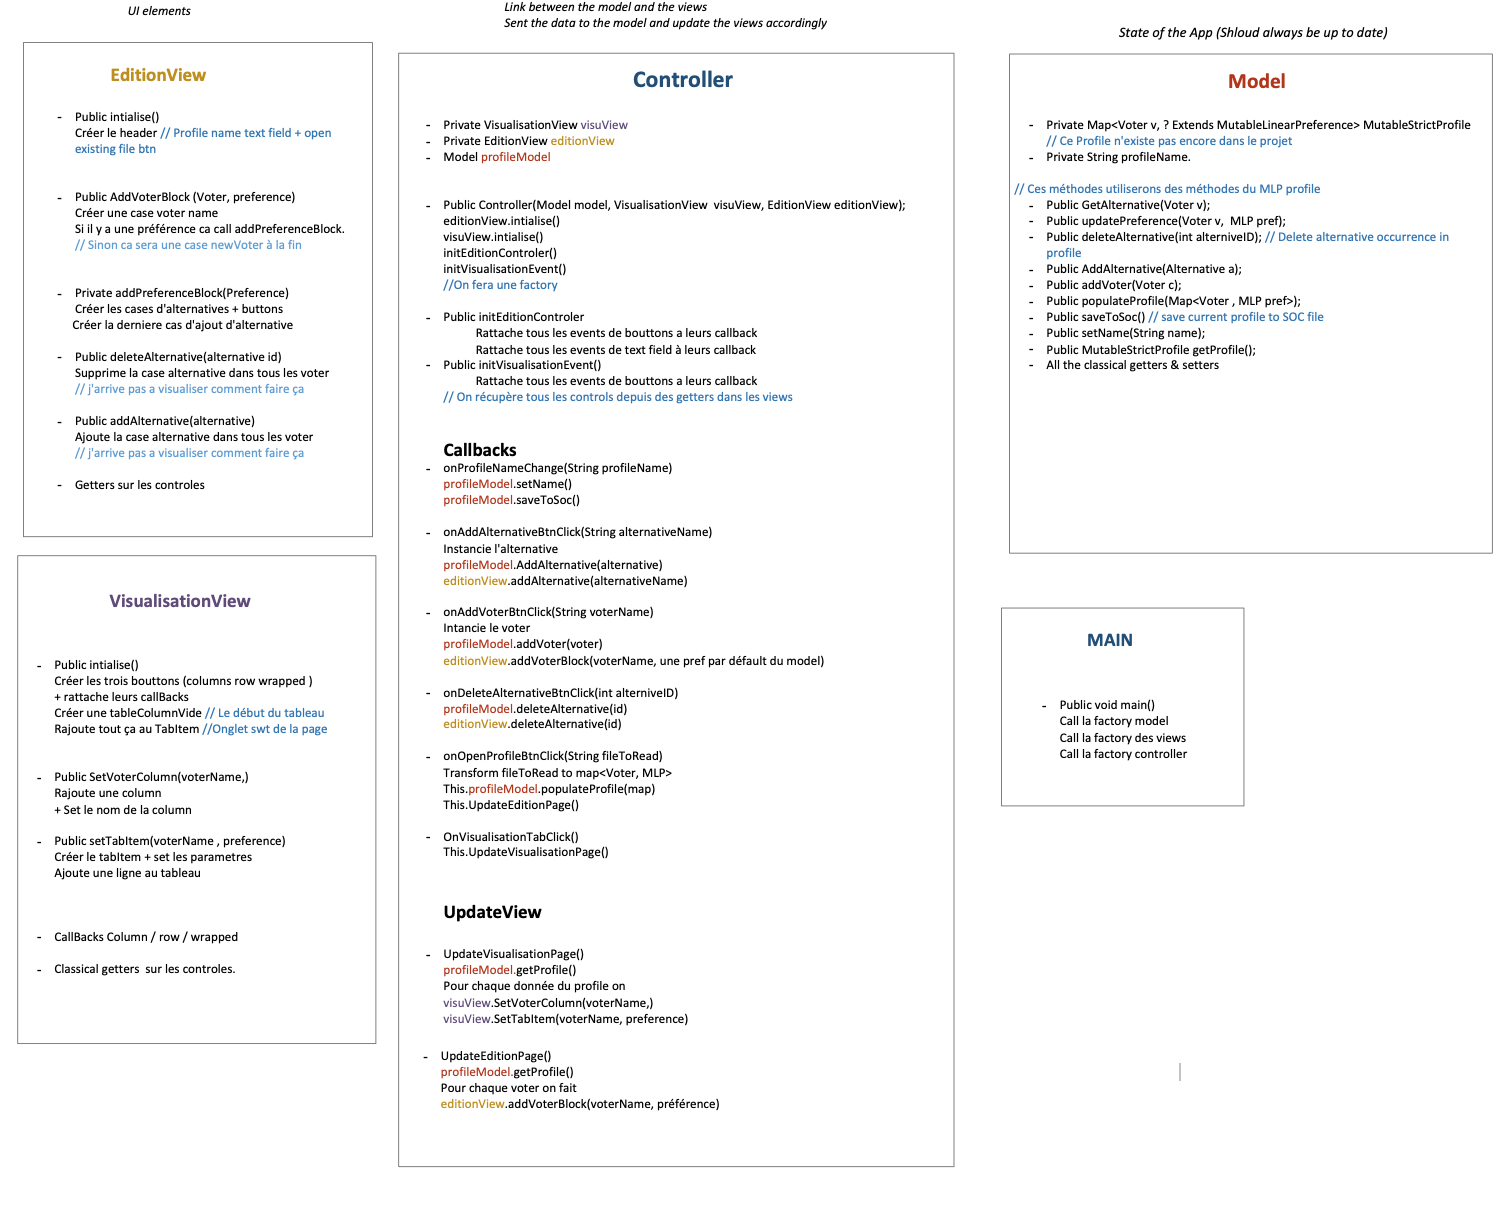 UI elements
EditionView
- Public intialise()
Créer le header // Profile name text field + open
existing file btn
- Public AddVoterBlock (Voter, preference)
Créer une case voter name
Si il y a une préférence ca call addPreferenceBlock.
// Sinon ca sera une case newVoter à la fin
- Private addPreferenceBlock(Preference)
Créer les cases d'alternatives + buttons
Créer la derniere cas d'ajout d'alternative
- Public deleteAlternative(alternative id)
Supprime la case alternative dans tous les voter
// j'arrive pas a visualiser comment faire ça
- Public addAlternative(alternative)
Ajoute la case alternative dans tous les voter
// j'arrive pas a visualiser comment faire ça
- Getters sur les controles
VisualisationView
- Public intialise()
Créer les trois bouttons (columns row wrapped )
+ rattache leurs callBacks
Créer une tableColumnVide // Le début du tableau
Rajoute tout ça au TabItem //Onglet swt de la page
- Public SetVoterColumn(voterName,)
Rajoute une column
+ Set le nom de la column
- Public setTabItem(voterName , preference)
Créer le tabItem + set les parametres
Ajoute une ligne au tableau
- CallBacks Column / row / wrapped
- Classical getters sur les controles.
Link between the model and the views
Sent the data to the model and update the views accordingly
Controller
- Private VisualisationView visuView
- Private EditionView editionView
- Model profileModel
- Public Controller(Model model, VisualisationView visuView, EditionView editionView);
editionView.intialise()
visuView.intialise()
initEditionControler()
initVisualisationEvent()
//On fera une factory
- Public initEditionControler
Rattache tous les events de bouttons a leurs callback
Rattache tous les events de text field à leurs callback
- Public initVisualisationEvent()
Rattache tous les events de bouttons a leurs callback
// On récupère tous les controls depuis des getters dans les views
Callbacks
- onProfileNameChange(String profileName)
profileModel.setName()
profileModel.saveToSoc()
- onAddAlternativeBtnClick(String alternativeName)
Instancie l'alternative
profileModel.AddAlternative(alternative)
editionView.addAlternative(alternativeName)
- onAddVoterBtnClick(String voterName)
Intancie le voter
profileModel.addVoter(voter)
editionView.addVoterBlock(voterName, une pref par défault du model)
- onDeleteAlternativeBtnClick(int alterniveID)
profileModel.deleteAlternative(id)
editionView.deleteAlternative(id)
- onOpenProfileBtnClick(String fileToRead)
Transform fileToRead to map<Voter, MLP>
This.profileModel.populateProfile(map)
This.UpdateEditionPage()
- OnVisualisationTabClick()
This.UpdateVisualisationPage()
UpdateView
- UpdateVisualisationPage()
profileModel.getProfile()
Pour chaque donnée du profile on
visuView.SetVoterColumn(voterName,)
visuView.SetTabItem(voterName, preference)
- UpdateEditionPage()
profileModel.getProfile()
Pour chaque voter on fait
editionView.addVoterBlock(voterName, préférence)
State of the App (Shloud always be up to date)
Model
- Private Map<Voter v, ? Extends MutableLinearPreference> MutableStrictProfile
// Ce Profile n'existe pas encore dans le projet
- Private String profileName.
// Ces méthodes utiliserons des méthodes du MLP profile
- Public GetAlternative(Voter v);
- Public updatePreference(Voter v, MLP pref);
- Public deleteAlternative(int alterniveID); // Delete alternative occurrence in
profile
- Public AddAlternative(Alternative a);
- Public addVoter(Voter c);
- Public populateProfile(Map<Voter , MLP pref>);
- Public saveToSoc() // save current profile to SOC file
- Public setName(String name);
- Public MutableStrictProfile getProfile();
- All the classical getters & setters
MAIN
- Public void main()
Call la factory model
Call la factory des views
Call la factory controller